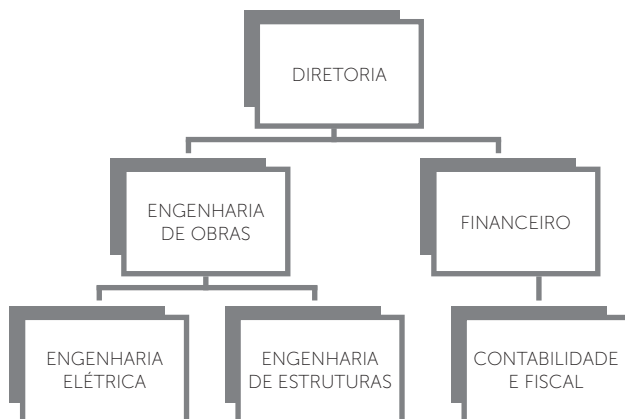 DIRETORIA
ENGENHARIA
DE OBRAS
FINANCEIRO
ENGENHARIA
ELÉTRICA
ENGENHARIA
DE ESTRUTURAS
CONTABILIDADE
E FISCAL